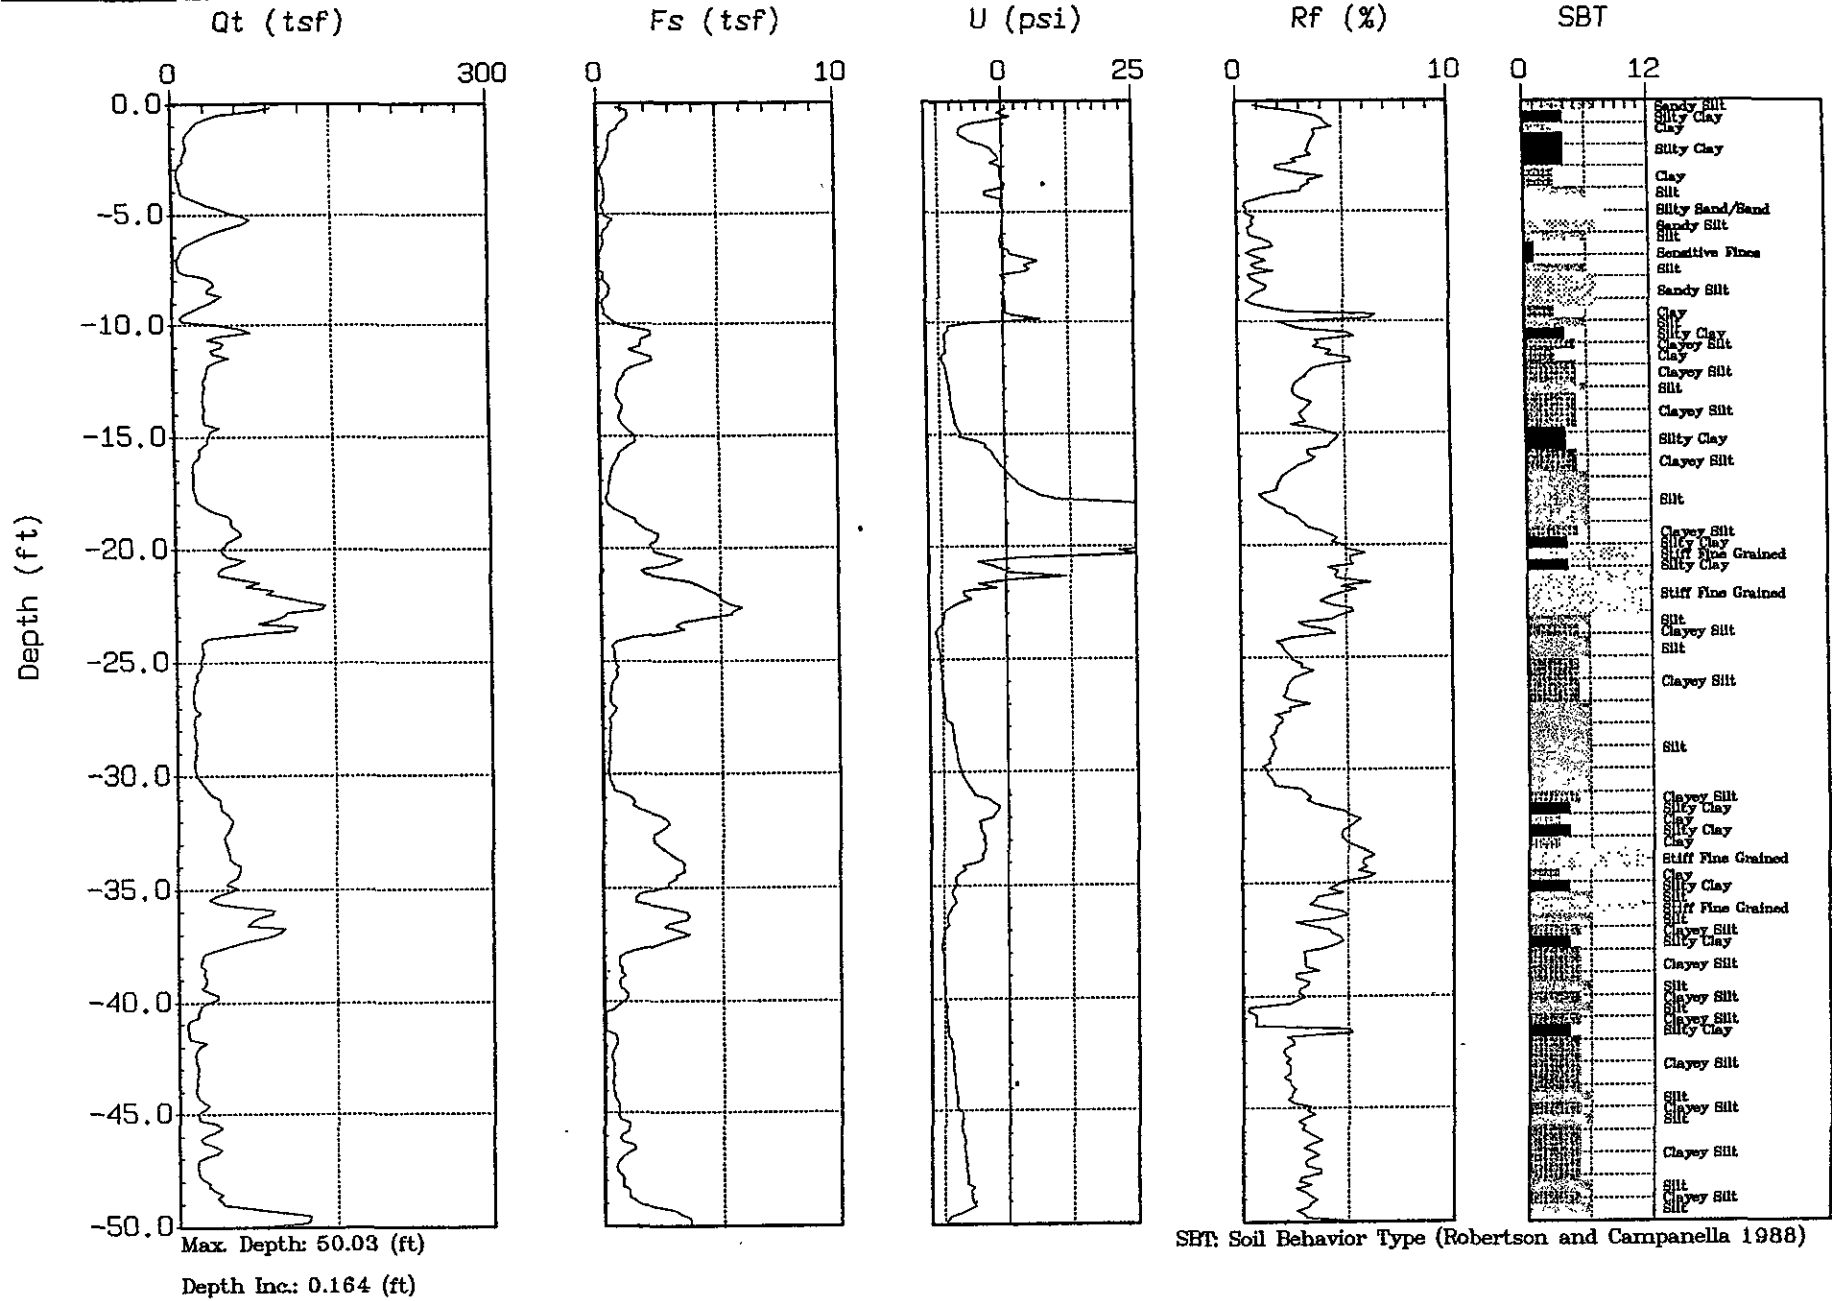 Qt (tsf)
Fs (tsf)
U (psi)
Rf (%)
SBT
0
300
0
10
0
25
0
10
0
12
Depth (ft)
0.0
-5.0
-10.0
-15.0
-20.0
-25.0
-30.0
-35.0
-40.0
-45.0
-50.0
Sandy Silt
Silty Clay
Clay
Silty Clay
Clay
Silt
Silty Sand/Sand
Sandy Silt
Silt
Sensitive Fines
Silt
Sandy Silt
Clay
Silt
Silty Clay
Clayey Silt
Clay
Clayey Silt
Silt
Clayey Silt
Silty Clay
Clayey Silt
Silt
Clayey Silt
Silty Clay
Stiff Fine Grained
Silty Clay
Stiff Fine Grained
Silt
Clayey Silt
Silt
Clayey Silt
Silt
Clayey Silt
Silty Clay
Clay
Silty Clay
Clay
Stiff Fine Grained
Clay
Silty Clay
Silt
Stiff Fine Grained
Silt
Clayey Silt
Silty Clay
Clayey Silt
Silt
Clayey Silt
Silt
Clayey Silt
Silty Clay
Clayey Silt
Silt
Clayey Silt
Silt
Clayey Silt
Silt
Clayey Silt
Silt
Max. Depth: 50.03 (ft)
Depth Inc.: 0.164 (ft)
SBT: Soil Behavior Type (Robertson and Campanella 1988)